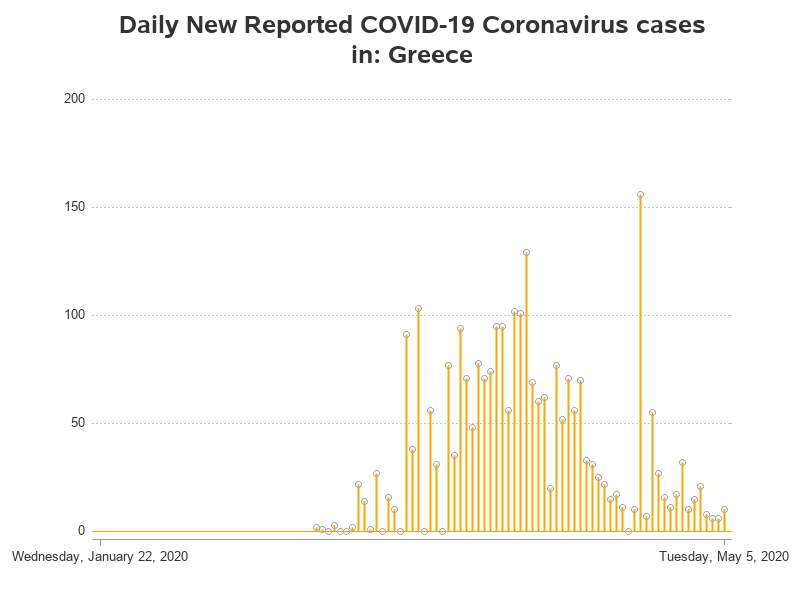 Daily New Reported COVID-19 Coronavirus cases
in: Greece
200
150
100
50
0
Wednesday, January 22, 2020
Tuesday, May 5, 2020